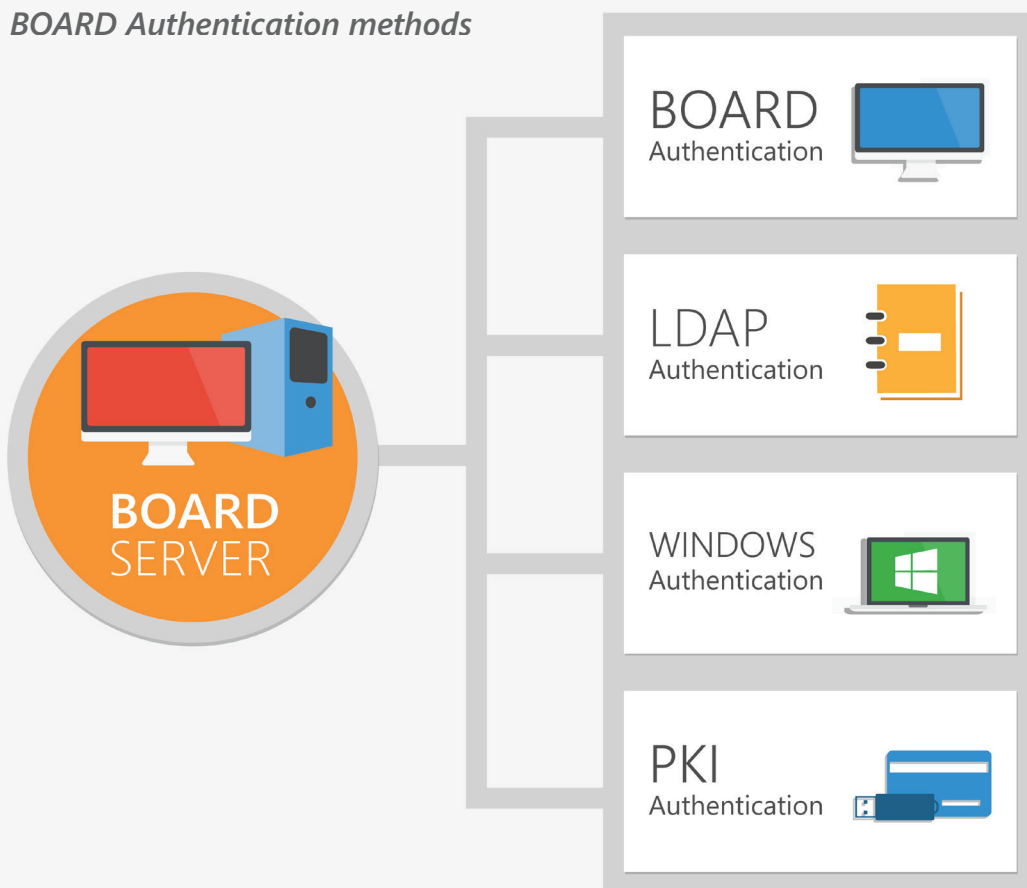 BOARD Authentication methods
BOARD
Authentication
LDAP
Authentication
BOARD
SERVER
WINDOWS
Authentication
PKI
Authentication